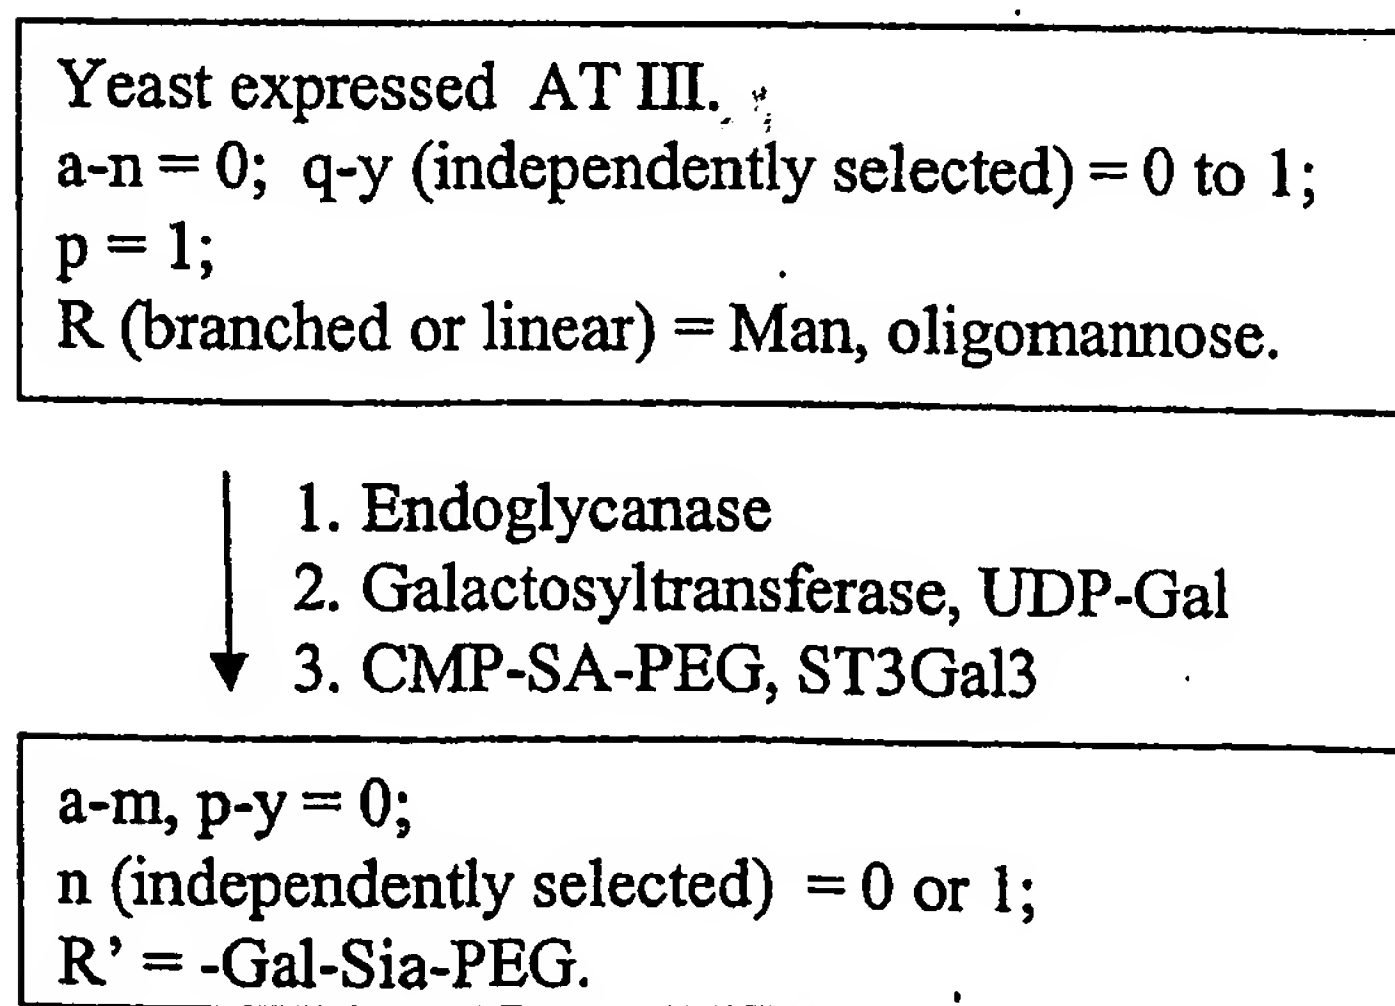 Yeast expressed AT III.
a-n = 0; q-y (independently selected) = 0 to 1;
p = 1;
R (branched or linear) = Man, oligomannose.
1. Endoglycanase
2. Galactosyltransferase, UDP-Gal
3. CMP-SA-PEG, ST3Gal3
a-m, p-y = 0;
n (independently selected) = 0 or 1;
R’ = -Gal-Sia-PEG.